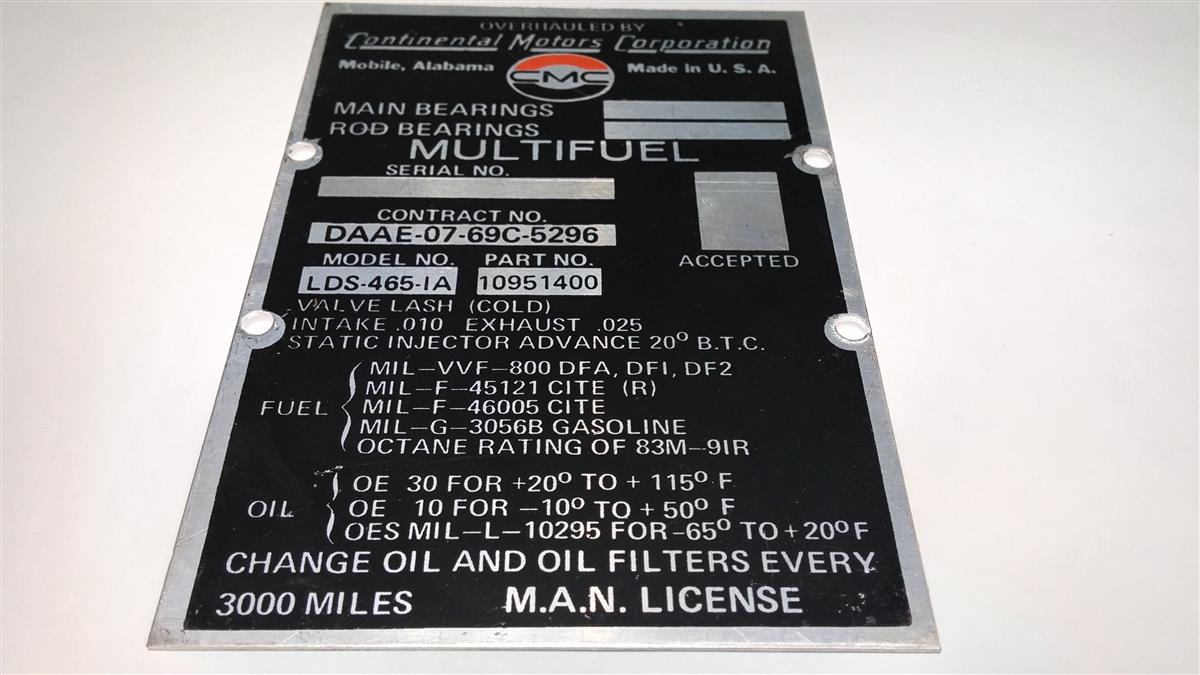 OVERHAULED BY
Continental Motors Corporation
Mobile, Alabama CMC Made in U. S. A.
MAIN BEARINGS
ROD BEARINGS
MULTIFUEL
SERIAL NO.
CONTRACT NO.
DAAE-07-69C-5296
MODEL NO. PART NO.
LDS-465-IA 10951400
ACCEPTED
VALVE LASH (COLD)
INTAKE .010 EXHAUST .025
STATIC INJECTOR ADVANCE 20° B.T.C.
FUEL
MIL-VVF-800 DFA, DFI, DF2
MIL-F-45121 CITE (R)
MIL-F-46005 CITE
MIL-G-3056B GASOLINE
OCTANE RATING OF 83M-9IR
OIL
OE 30 FOR +20° TO + 115° F
OE 10 FOR -10° TO + 50° F
OES MIL-L-10295 FOR -65° TO +20° F
CHANGE OIL AND OIL FILTERS EVERY
3000 MILES M.A.N. LICENSE